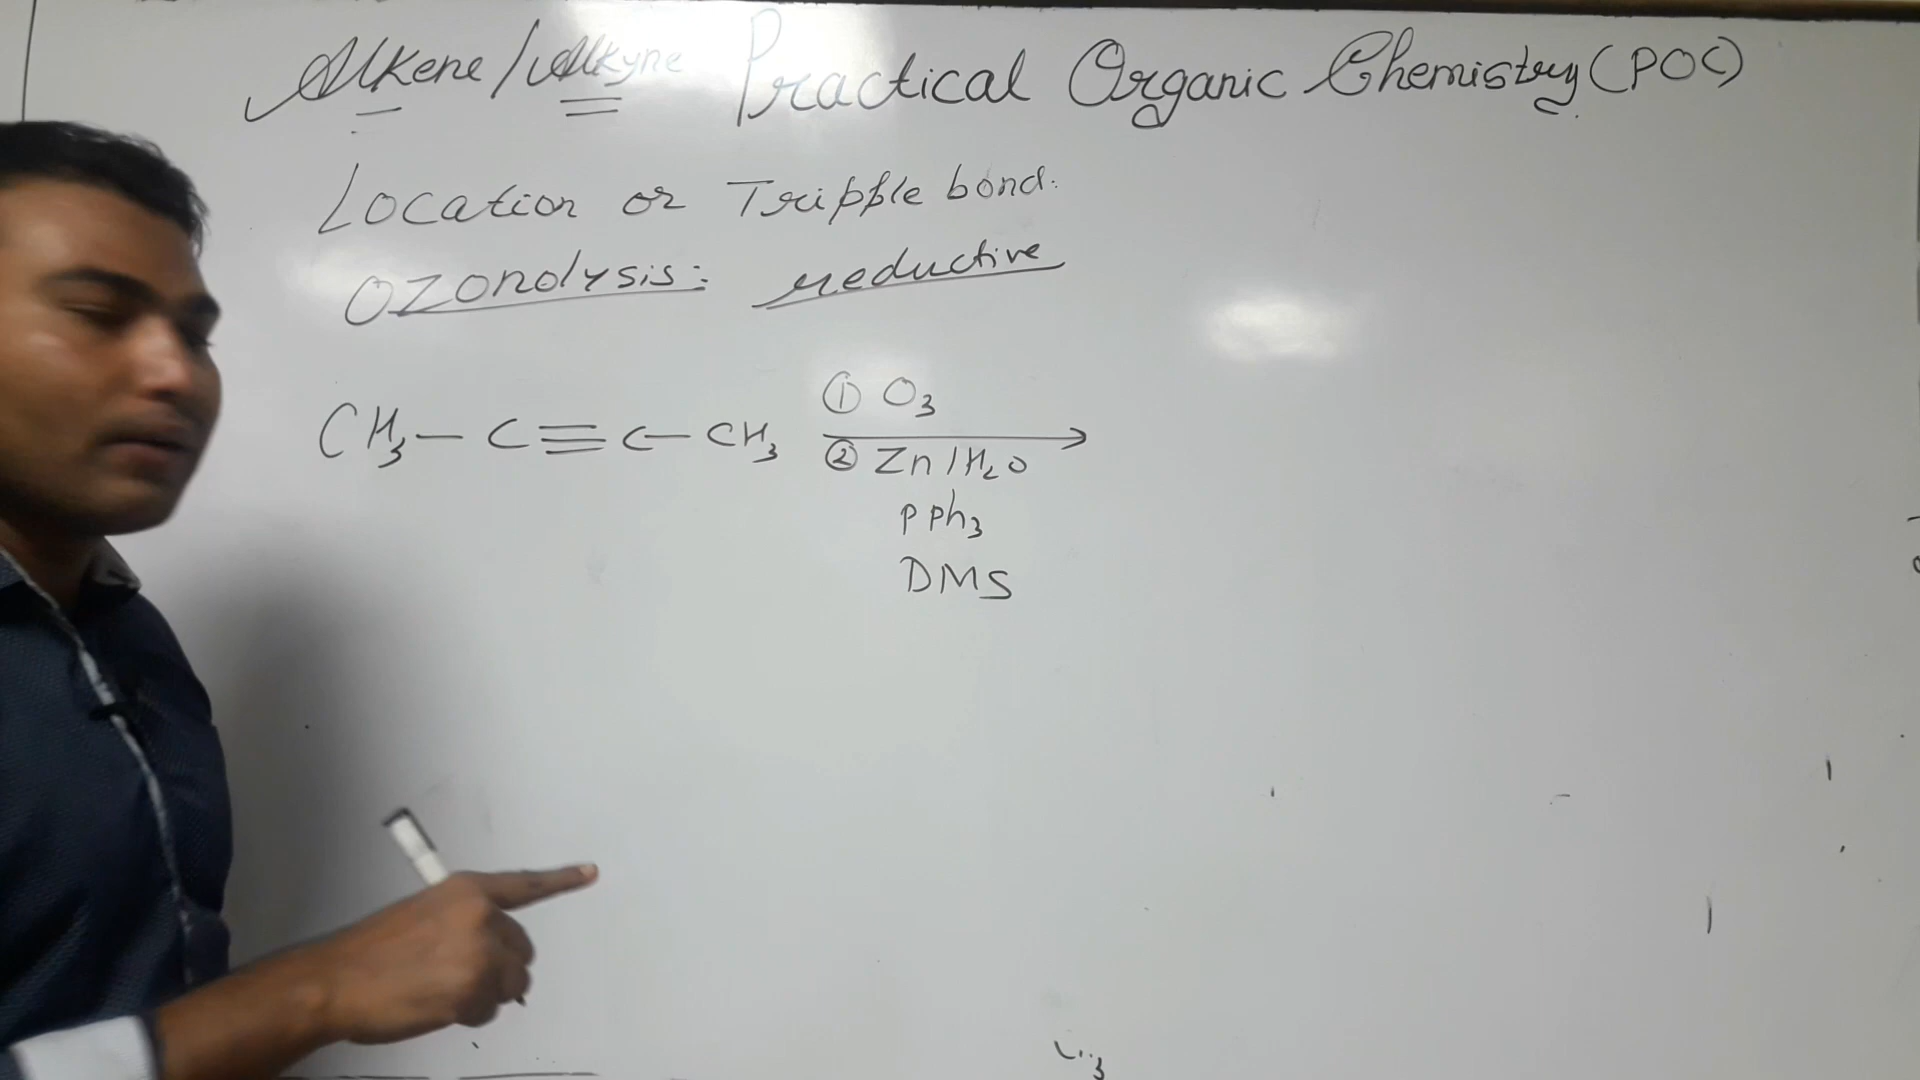 Alkene/Alkyne Practical Organic Chemistry (POC)
Location or Tripple bond.
Ozonolysis: reductive
CH3 — C ≡ C — CH3 ① O3 ② Zn/H2O →
PPh3
DMS